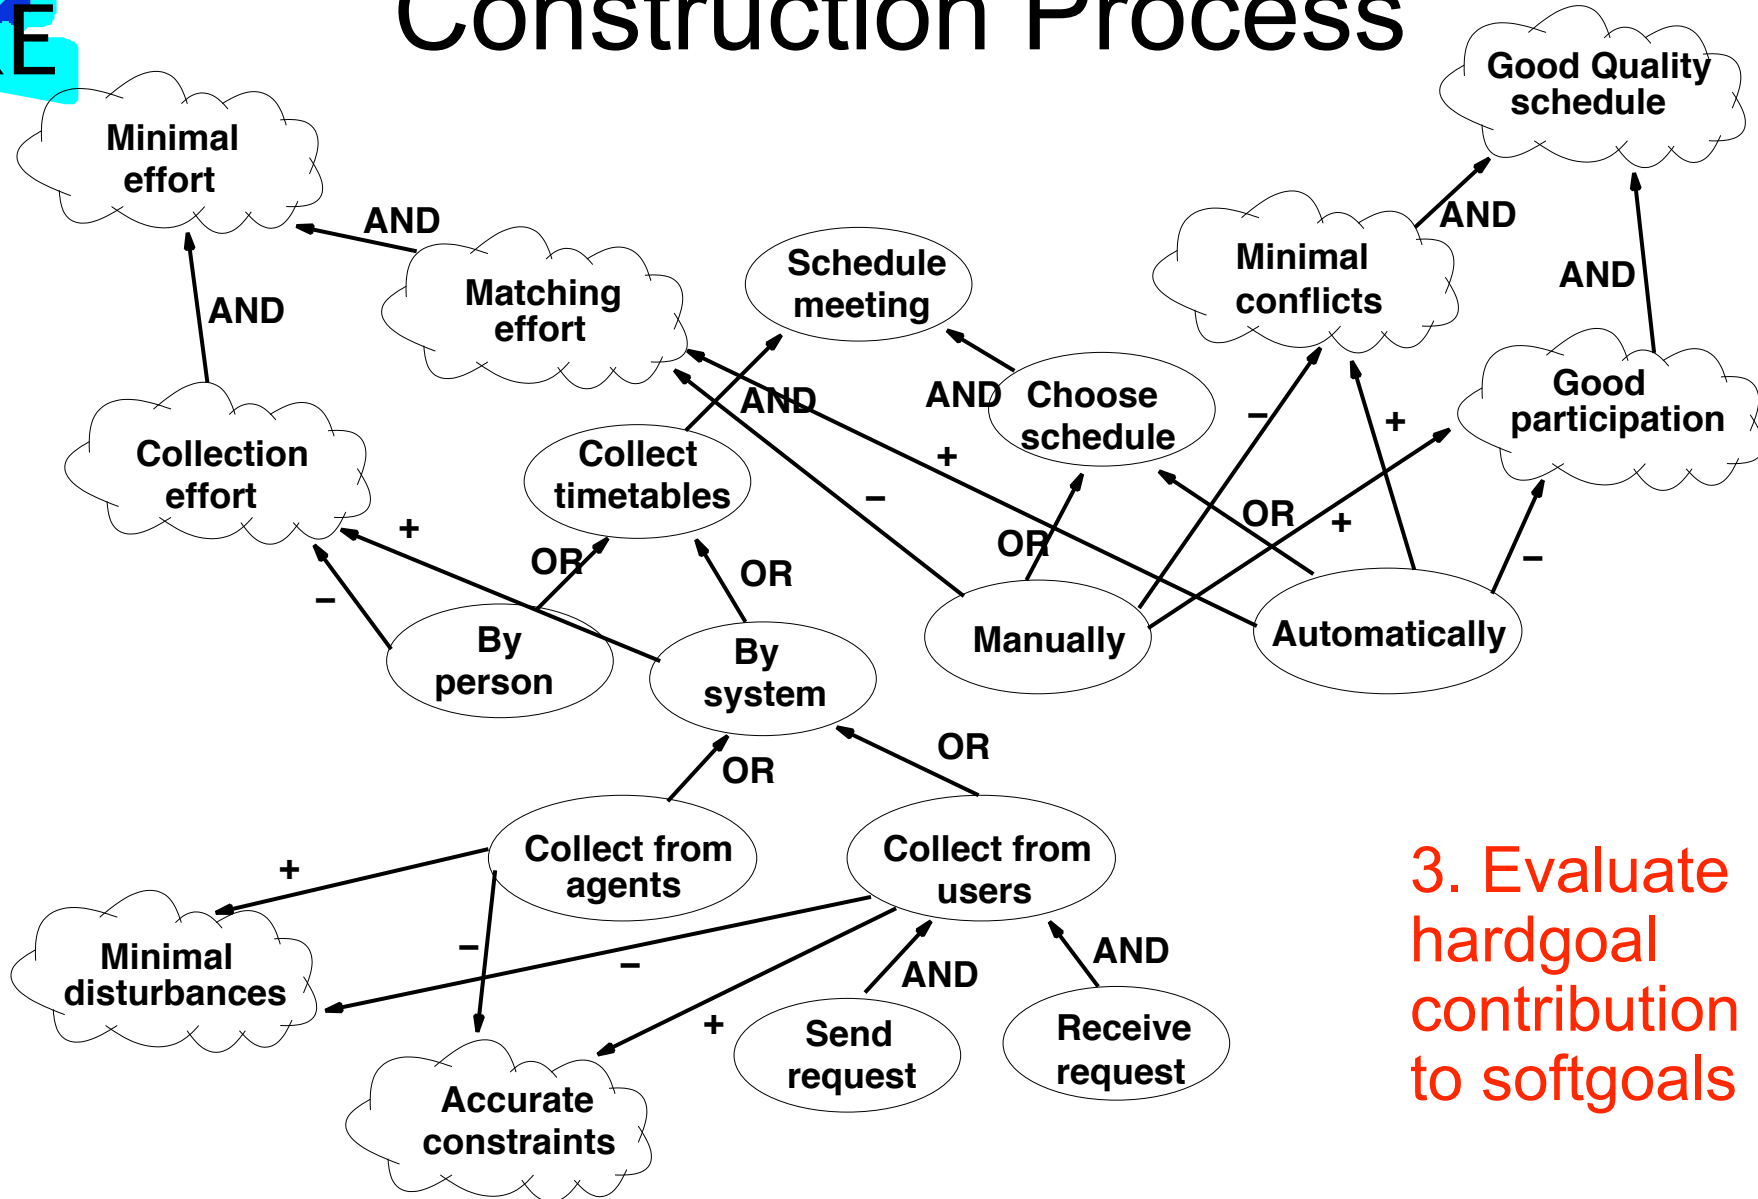 Construction Process
E
Good Quality
schedule
Minimal
effort
AND
AND
Minimal
conflicts
Schedule
meeting
Matching
effort
AND
AND
Good
participation
AND
AND
Choose
schedule
–
+
Collection
effort
Collect
timetables
+
–
+
OR
+
OR
–
OR
OR
–
By
person
By
system
Manually
Automatically
OR
OR
Collect from
agents
Collect from
users
+
–
–
AND
AND
Minimal
disturbances
+
Send
request
Receive
request
Accurate
constraints
3. Evaluate
hardgoal
contribution
to softgoals